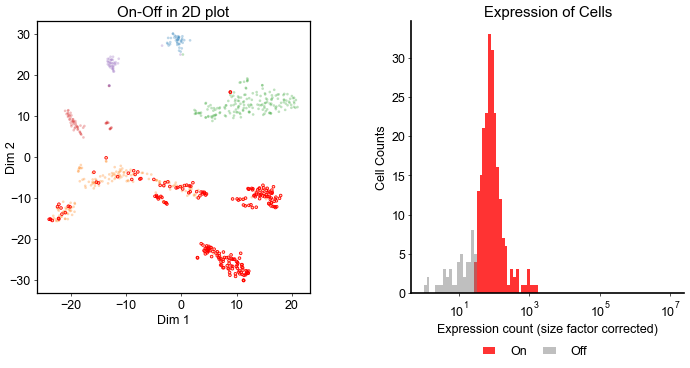 On-Off in 2D plot
Dim 2
30
20
10
0
−10
−20
−30
−20
−10
0
10
20
Dim 1
Expression of Cells
Cell Counts
30
25
20
15
10
5
0
10^1
10^3
10^5
10^7
Expression count (size factor corrected)
On
Off